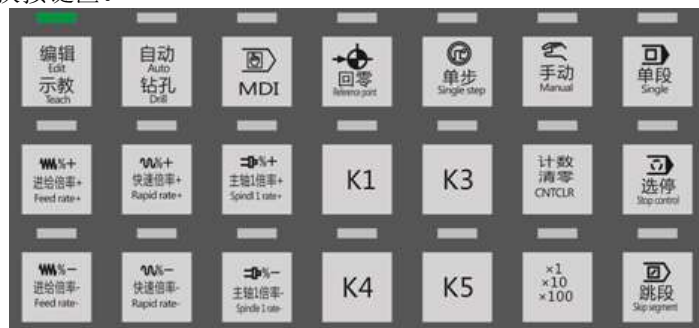 编辑
Edit
示教
Teach
自动
Auto
钻孔
Drill
MDI
回零
Reference point
单步
Single step
手动
Manual
单段
Single
%+
进给倍率+
Feed rate+
%+
快速倍率+
Rapid rate+
%+
主轴1倍率+
Spindl 1 rate+
K1
K3
计数
清零
CNTCLR
选停
Stop control
%-
进给倍率-
Feed rate-
%-
快速倍率-
Rapid rate-
%-
主轴1倍率-
Spindle 1 rate-
K4
K5
×1
×10
×100
跳段
Skip segment